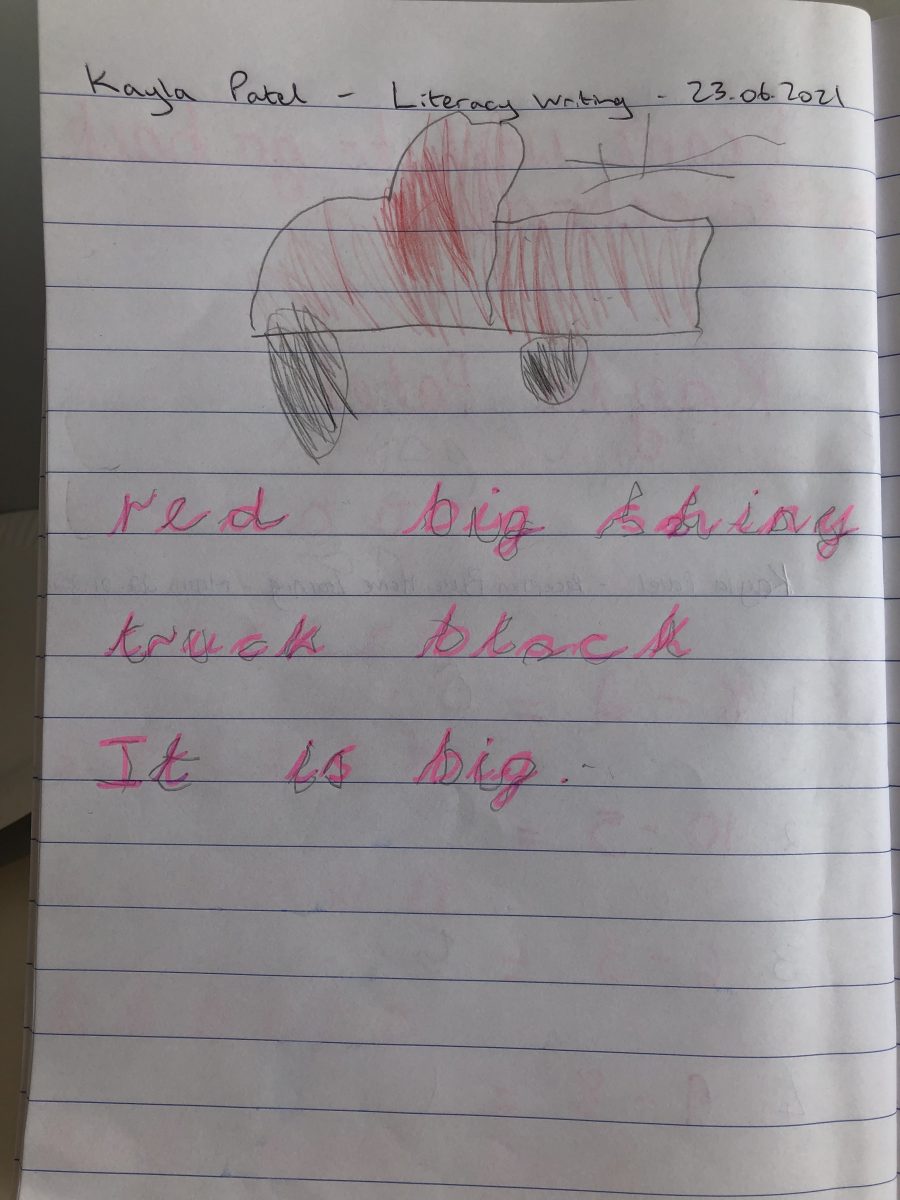 Kayla Patel - Literacy writing - 23.06.2021
red big shiny
truck black
It is big.